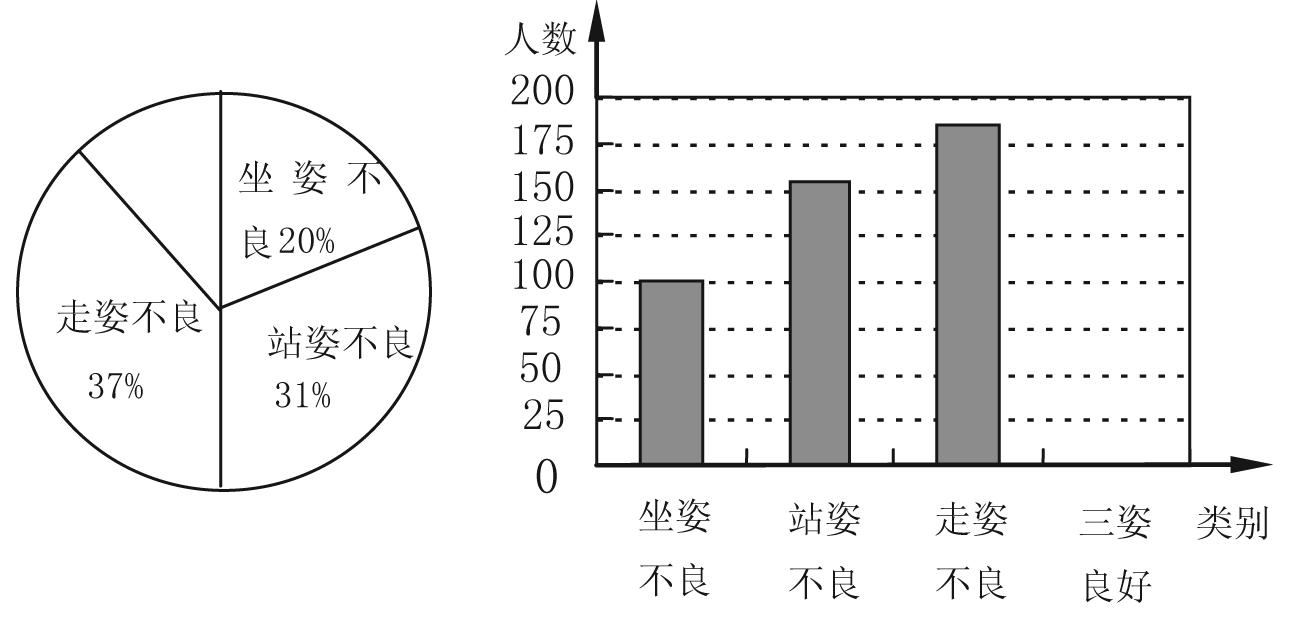 坐 姿 不
良20%
走姿不良
37%
站姿不良
31%
人数
200
175
150
125
100
75
50
25
0
坐姿 站姿 走姿 三姿 类别
不良 不良 不良 良好